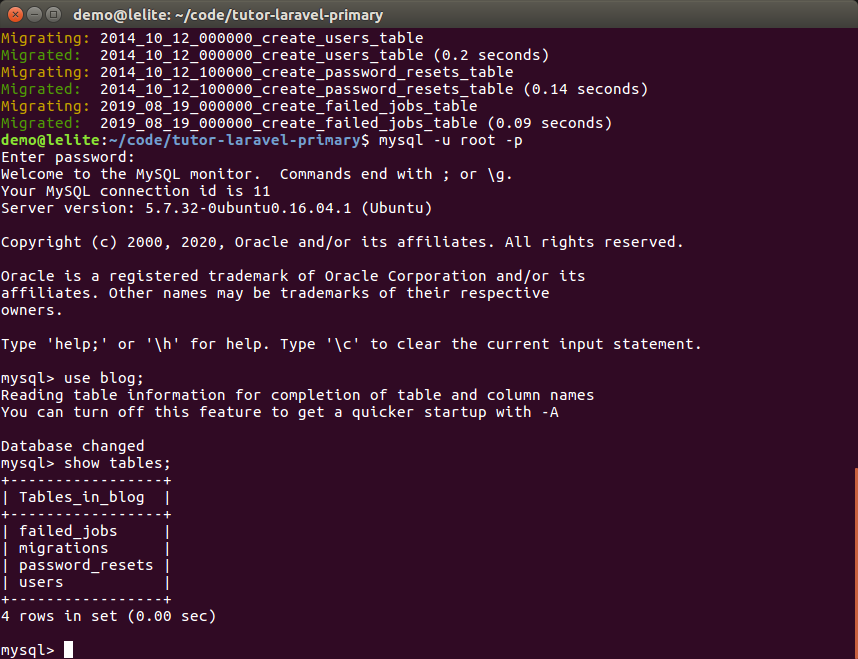 demo@lelite: ~/code/tutor-laravel-primary
Migrating: 2014_10_12_000000_create_users_table
Migrated:  2014_10_12_000000_create_users_table (0.2 seconds)
Migrating: 2014_10_12_100000_create_password_resets_table
Migrated:  2014_10_12_100000_create_password_resets_table (0.14 seconds)
Migrating: 2019_08_19_000000_create_failed_jobs_table
Migrated:  2019_08_19_000000_create_failed_jobs_table (0.09 seconds)
demo@lelite:~/code/tutor-laravel-primary$ mysql -u root -p
Enter password:
Welcome to the MySQL monitor.  Commands end with ; or \g.
Your MySQL connection id is 11
Server version: 5.7.32-0ubuntu0.16.04.1 (Ubuntu)

Copyright (c) 2000, 2020, Oracle and/or its affiliates. All rights reserved.

Oracle is a registered trademark of Oracle Corporation and/or its
affiliates. Other names may be trademarks of their respective
owners.

Type 'help;' or '\h' for help. Type '\c' to clear the current input statement.

mysql> use blog;
Reading table information for completion of table and column names
You can turn off this feature to get a quicker startup with -A

Database changed
mysql> show tables;
+-----------------+
| Tables_in_blog  |
+-----------------+
| failed_jobs     |
| migrations      |
| password_resets |
| users           |
+-----------------+
4 rows in set (0.00 sec)

mysql>